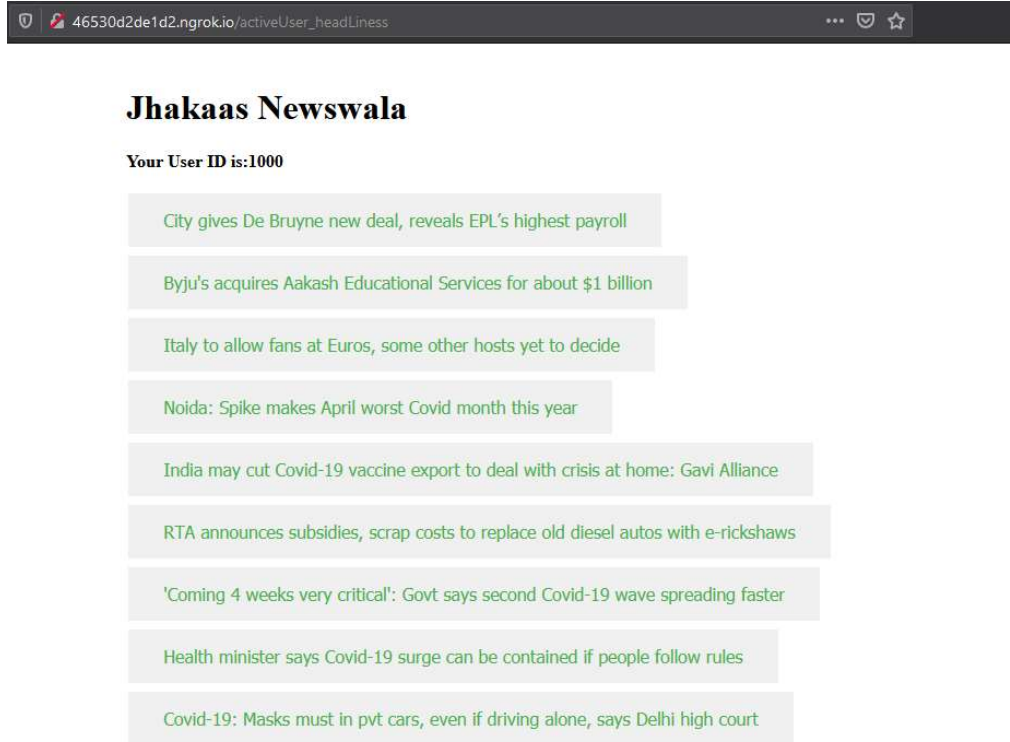 46530d2de1d2.ngrok.io/activeUser_headLiness
Jhakaas Newswala
Your User ID is:1000
City gives De Bruyne new deal, reveals EPL’s highest payroll
Byju's acquires Aakash Educational Services for about $1 billion
Italy to allow fans at Euros, some other hosts yet to decide
Noida: Spike makes April worst Covid month this year
India may cut Covid-19 vaccine export to deal with crisis at home: Gavi Alliance
RTA announces subsidies, scrap costs to replace old diesel autos with e-rickshaws
'Coming 4 weeks very critical': Govt says second Covid-19 wave spreading faster
Health minister says Covid-19 surge can be contained if people follow rules
Covid-19: Masks must in pvt cars, even if driving alone, says Delhi high court